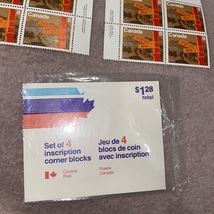 Canada
Canada
Canada
$1.28
total
Set of 4
inscription
corner blocks
Jeu de 4
blocs de coin
avec inscription
Canada
Post
Postes
Canada